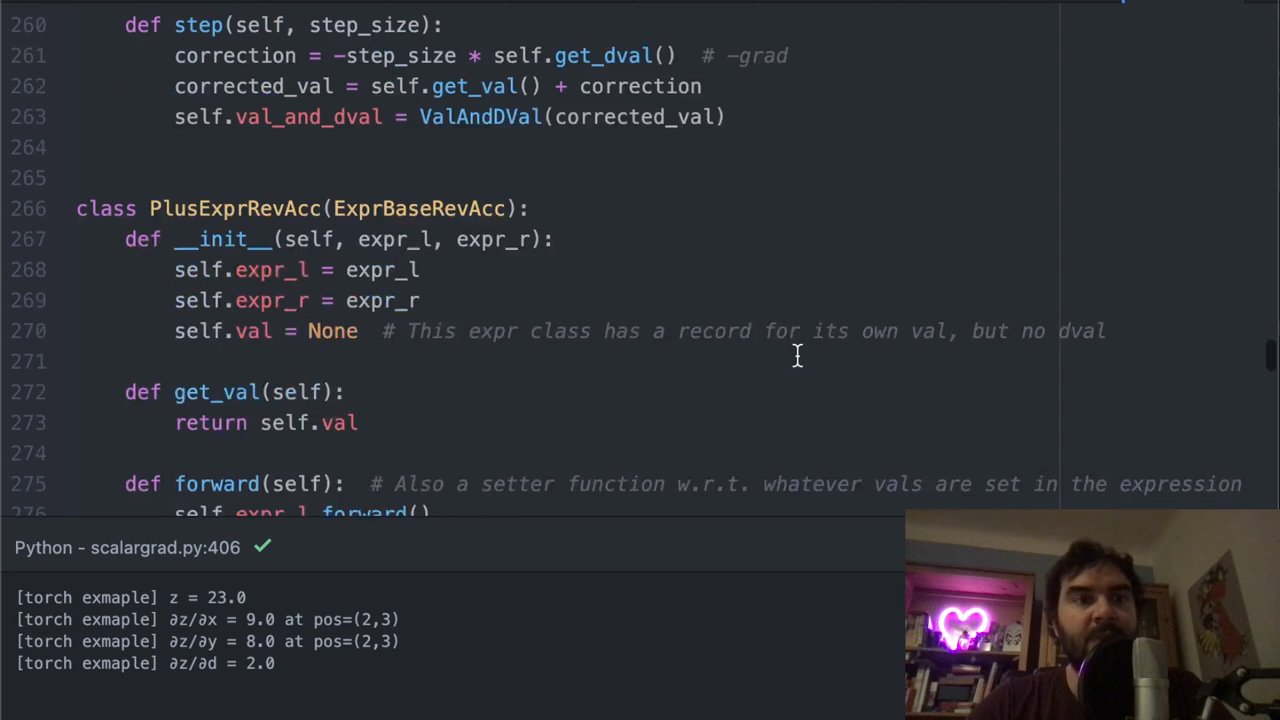 260     def step(self, step_size):
261         correction = -step_size * self.get_dval()  # -grad
262         corrected_val = self.get_val() + correction
263         self.val_and_dval = ValAndDVal(corrected_val)
264
265
266 class PlusExprRevAcc(ExprBaseRevAcc):
267     def __init__(self, expr_l, expr_r):
268         self.expr_l = expr_l
269         self.expr_r = expr_r
270         self.val = None  # This expr class has a record for its own val, but no dval
271
272     def get_val(self):
273         return self.val
274
275     def forward(self):  # Also a setter function w.r.t. whatever vals are set in the expression
276         self.expr_l.forward()
Python - scalargrad.py:406 ✓
[torch exmaple] z = 23.0
[torch exmaple] ∂z/∂x = 9.0 at pos=(2,3)
[torch exmaple] ∂z/∂y = 8.0 at pos=(2,3)
[torch exmaple] ∂z/∂d = 2.0